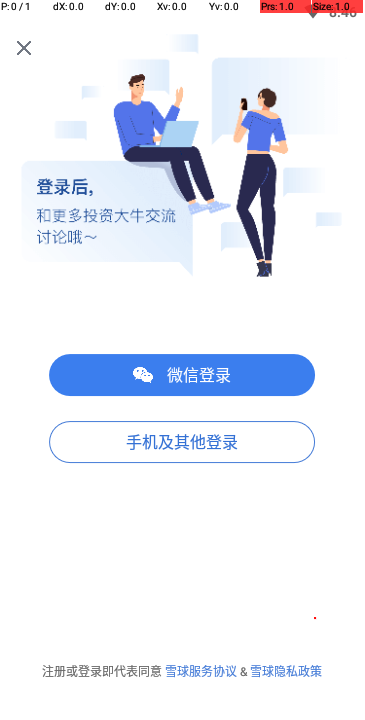 P: 0 / 1 dX: 0.0 dY: 0.0 Xv: 0.0 Yv: 0.0 Prs: 1.0 Size: 1.0
登录后,
和更多投资大牛交流
讨论哦～
微信登录
手机及其他登录
注册或登录即代表同意 雪球服务协议 & 雪球隐私政策